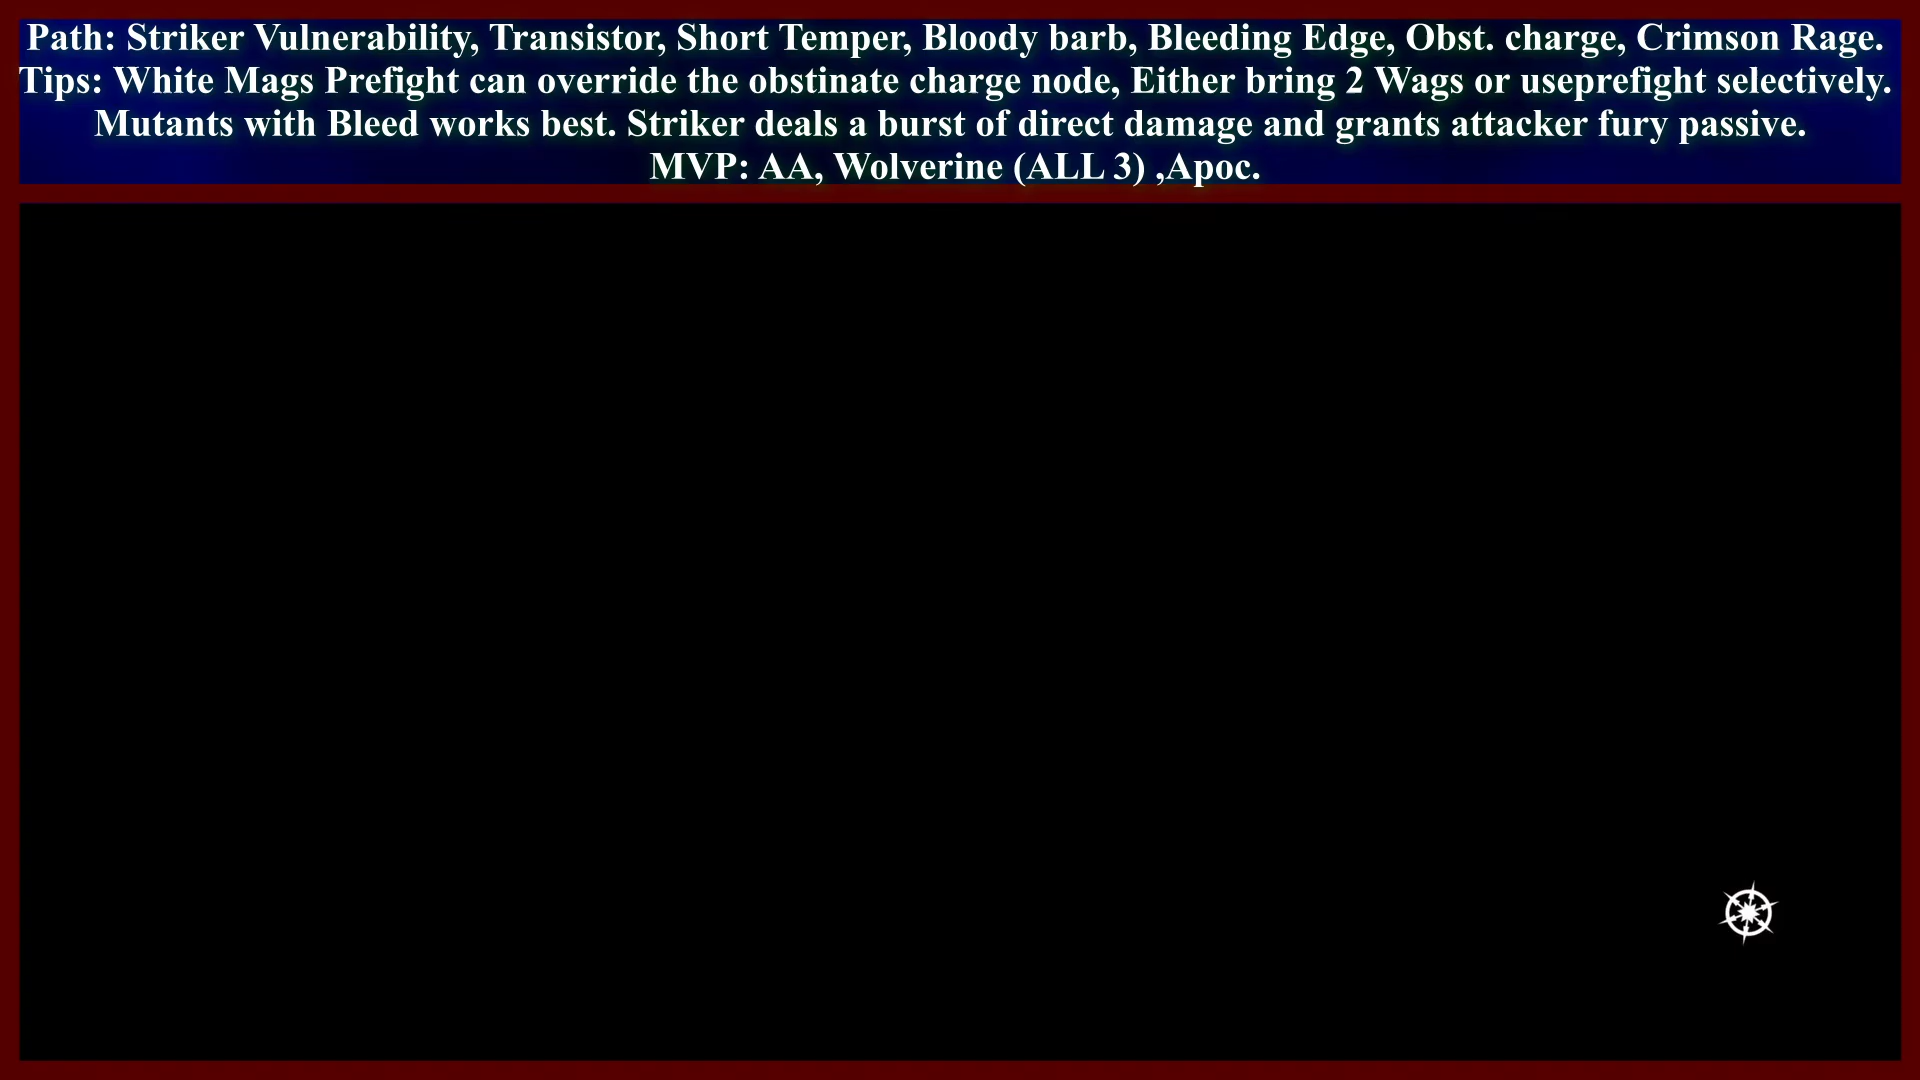 Path: Striker Vulnerability, Transistor, Short Temper, Bloody barb, Bleeding Edge, Obst. charge, Crimson Rage.
Tips: White Mags Prefight can override the obstinate charge node, Either bring 2 Wags or useprefight selectively.
Mutants with Bleed works best. Striker deals a burst of direct damage and grants attacker fury passive.
MVP: AA, Wolverine (ALL 3) ,Apoc.